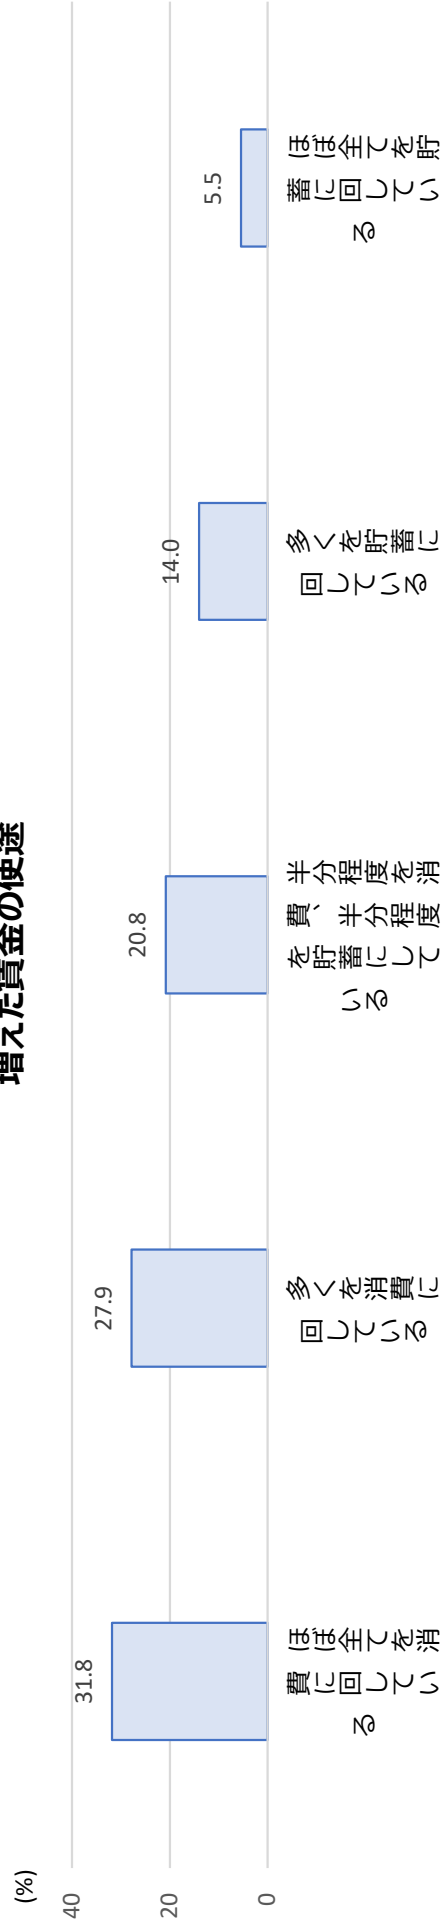 増えた賃金の使途
(%)
40
20
0
31.8
27.9
20.8
14.0
5.5
ほぼ全てを消
費に回してい
る
多くを消費に
回している
半分程度を消
費、半分程度
を貯蓄にして
いる
多くを貯蓄に
回している
ほぼ全てを貯
蓄に回してい
る